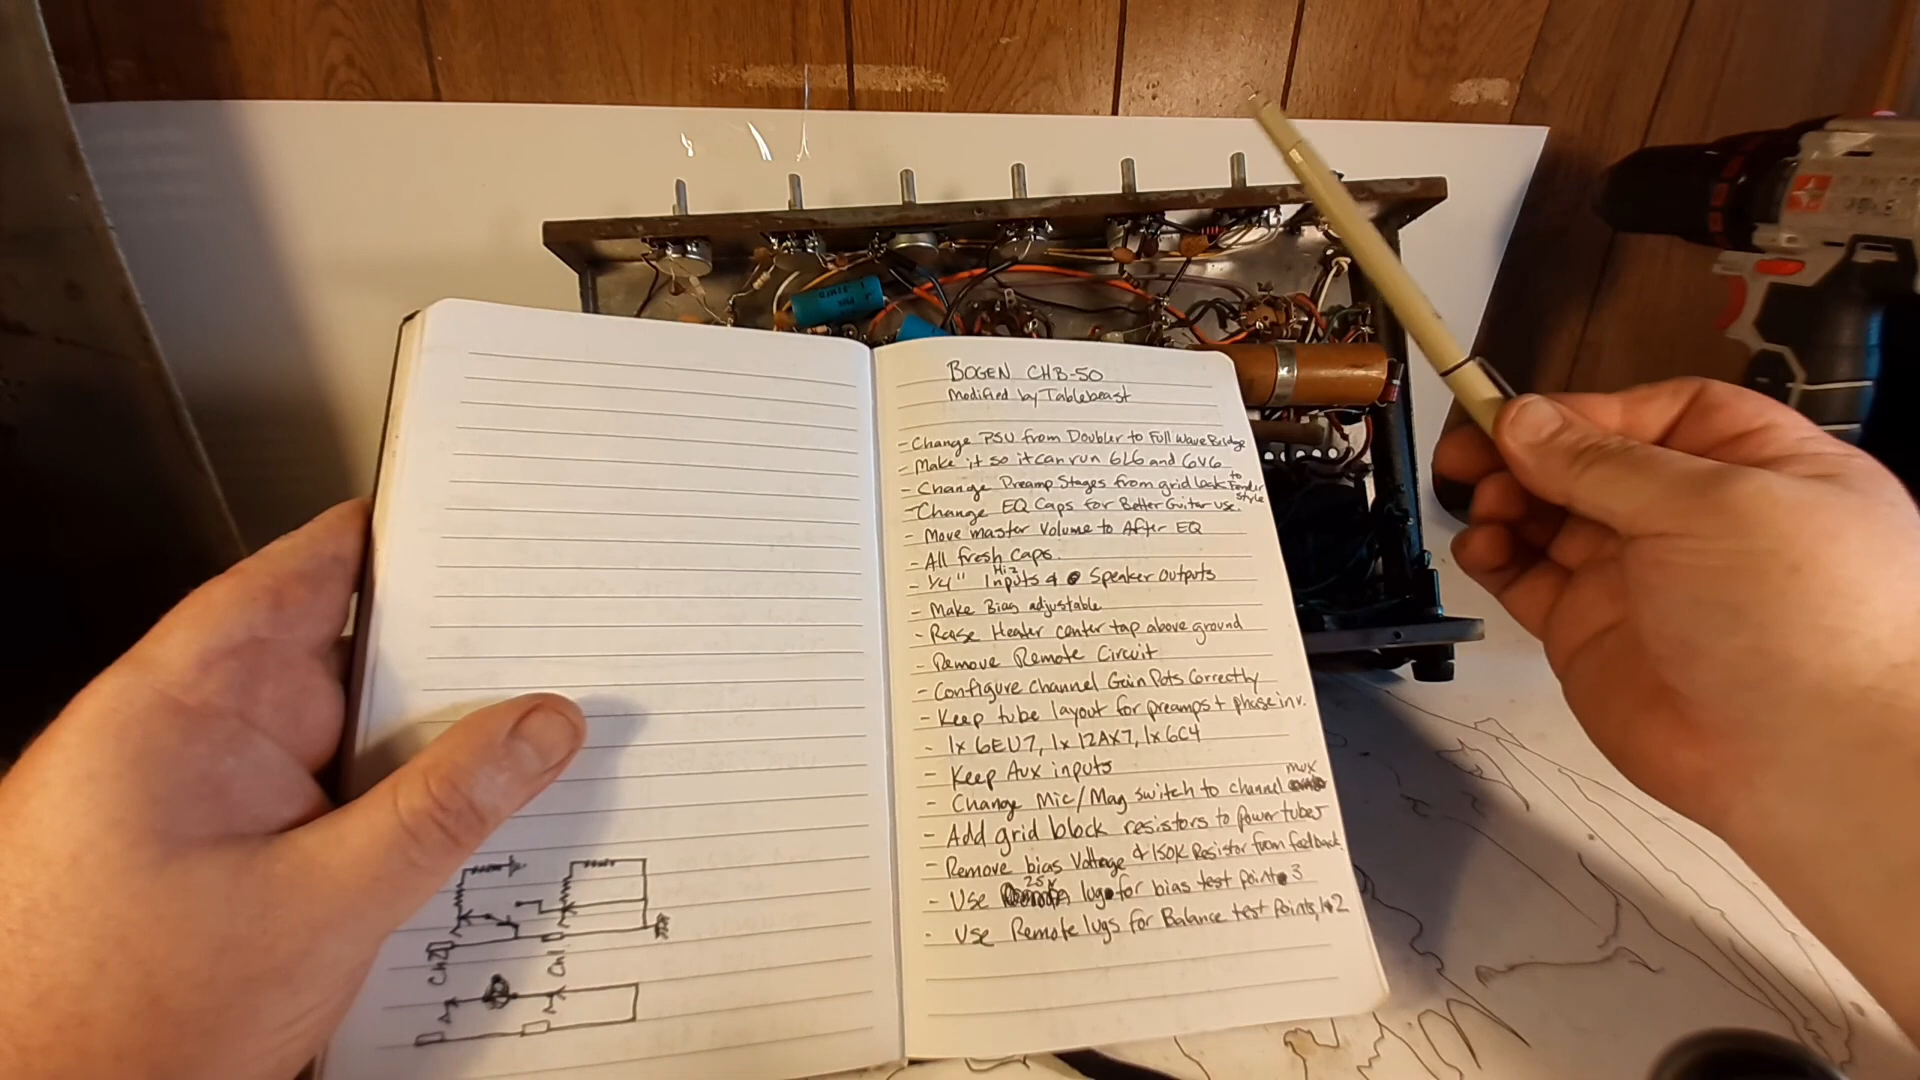 BOGEN CHB-50
Modified by Tablebeast
- Change PSU from Doubler to Full Wave Bridge
- Make it so it can run 6L6 and 6V6
- Change Preamp Stages from grid leak to Fender Style
- Change EQ Caps for Better Guitar use.
- Move master Volume to After EQ
- All fresh caps.
- 1/4" Hi Z Inputs & Speaker Outputs
- Make Bias adjustable
- Raise Heater center tap above ground
- Remove Remote Circuit
- Configure Channel Gain Pots Correctly
- Keep tube layout for preamps + phase inv.
- 1x 6EU7, 1x 12AX7, 1x 6C4
- Keep Aux inputs
- Change Mic/Mag switch to channel mux
- Add grid block resistors to power tubes
- Remove bias Voltage & 150K Resistor from feedback.
- Use 25V lug for bias test point 3
- Use Remote lugs for Balance test Points, 1&2
Ch2
Ch1